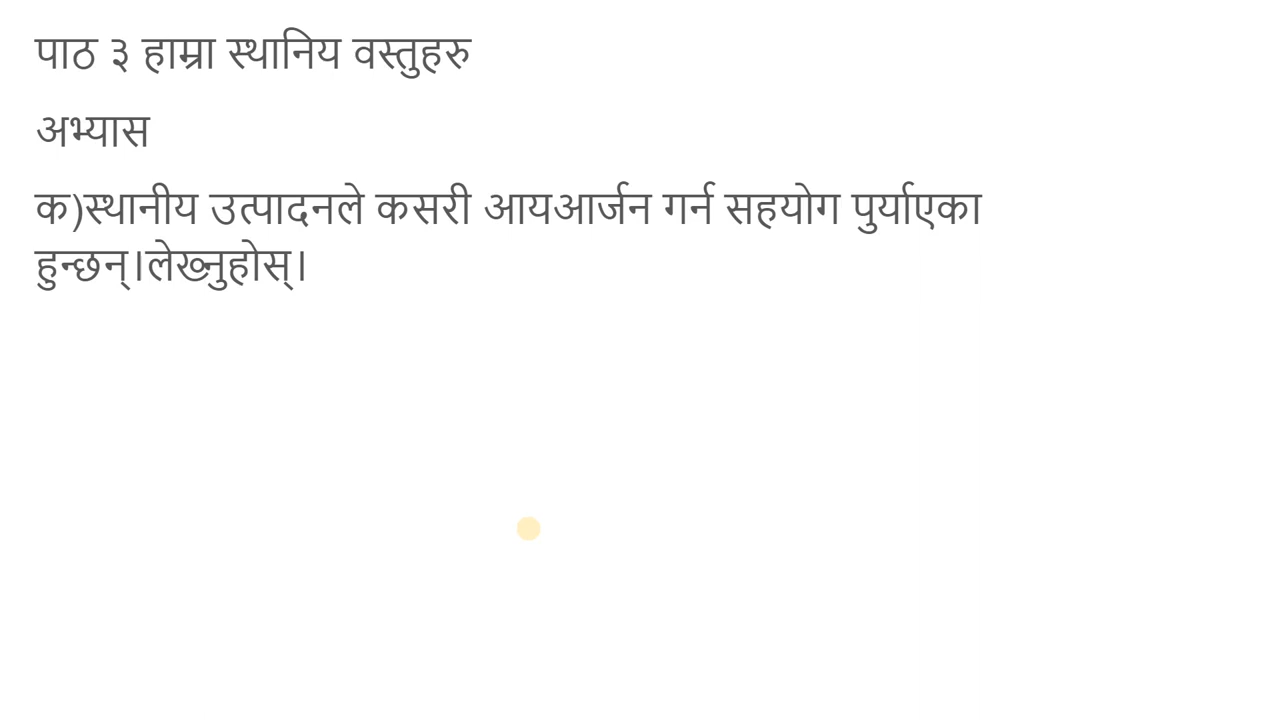 पाठ ३ हाम्रा स्थानिय वस्तुहरु
अभ्यास
क)स्थानीय उत्पादनले कसरी आयआर्जन गर्न सहयोग पुर्याएका
हुन्छन्।लेख्नुहोस्।